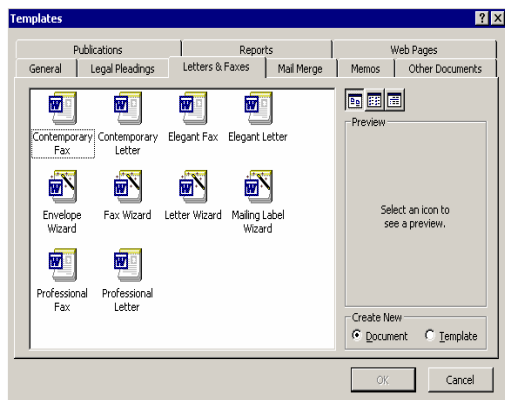 Templates
Publications Reports Web Pages
General Legal Pleadings Letters & Faxes Mail Merge Memos Other Documents
Contemporary Fax Contemporary Letter Elegant Fax Elegant Letter
Envelope Wizard Fax Wizard Letter Wizard Mailing Label Wizard
Professional Fax Professional Letter
Preview
Select an icon to
see a preview.
Create New
Document Template
OK Cancel